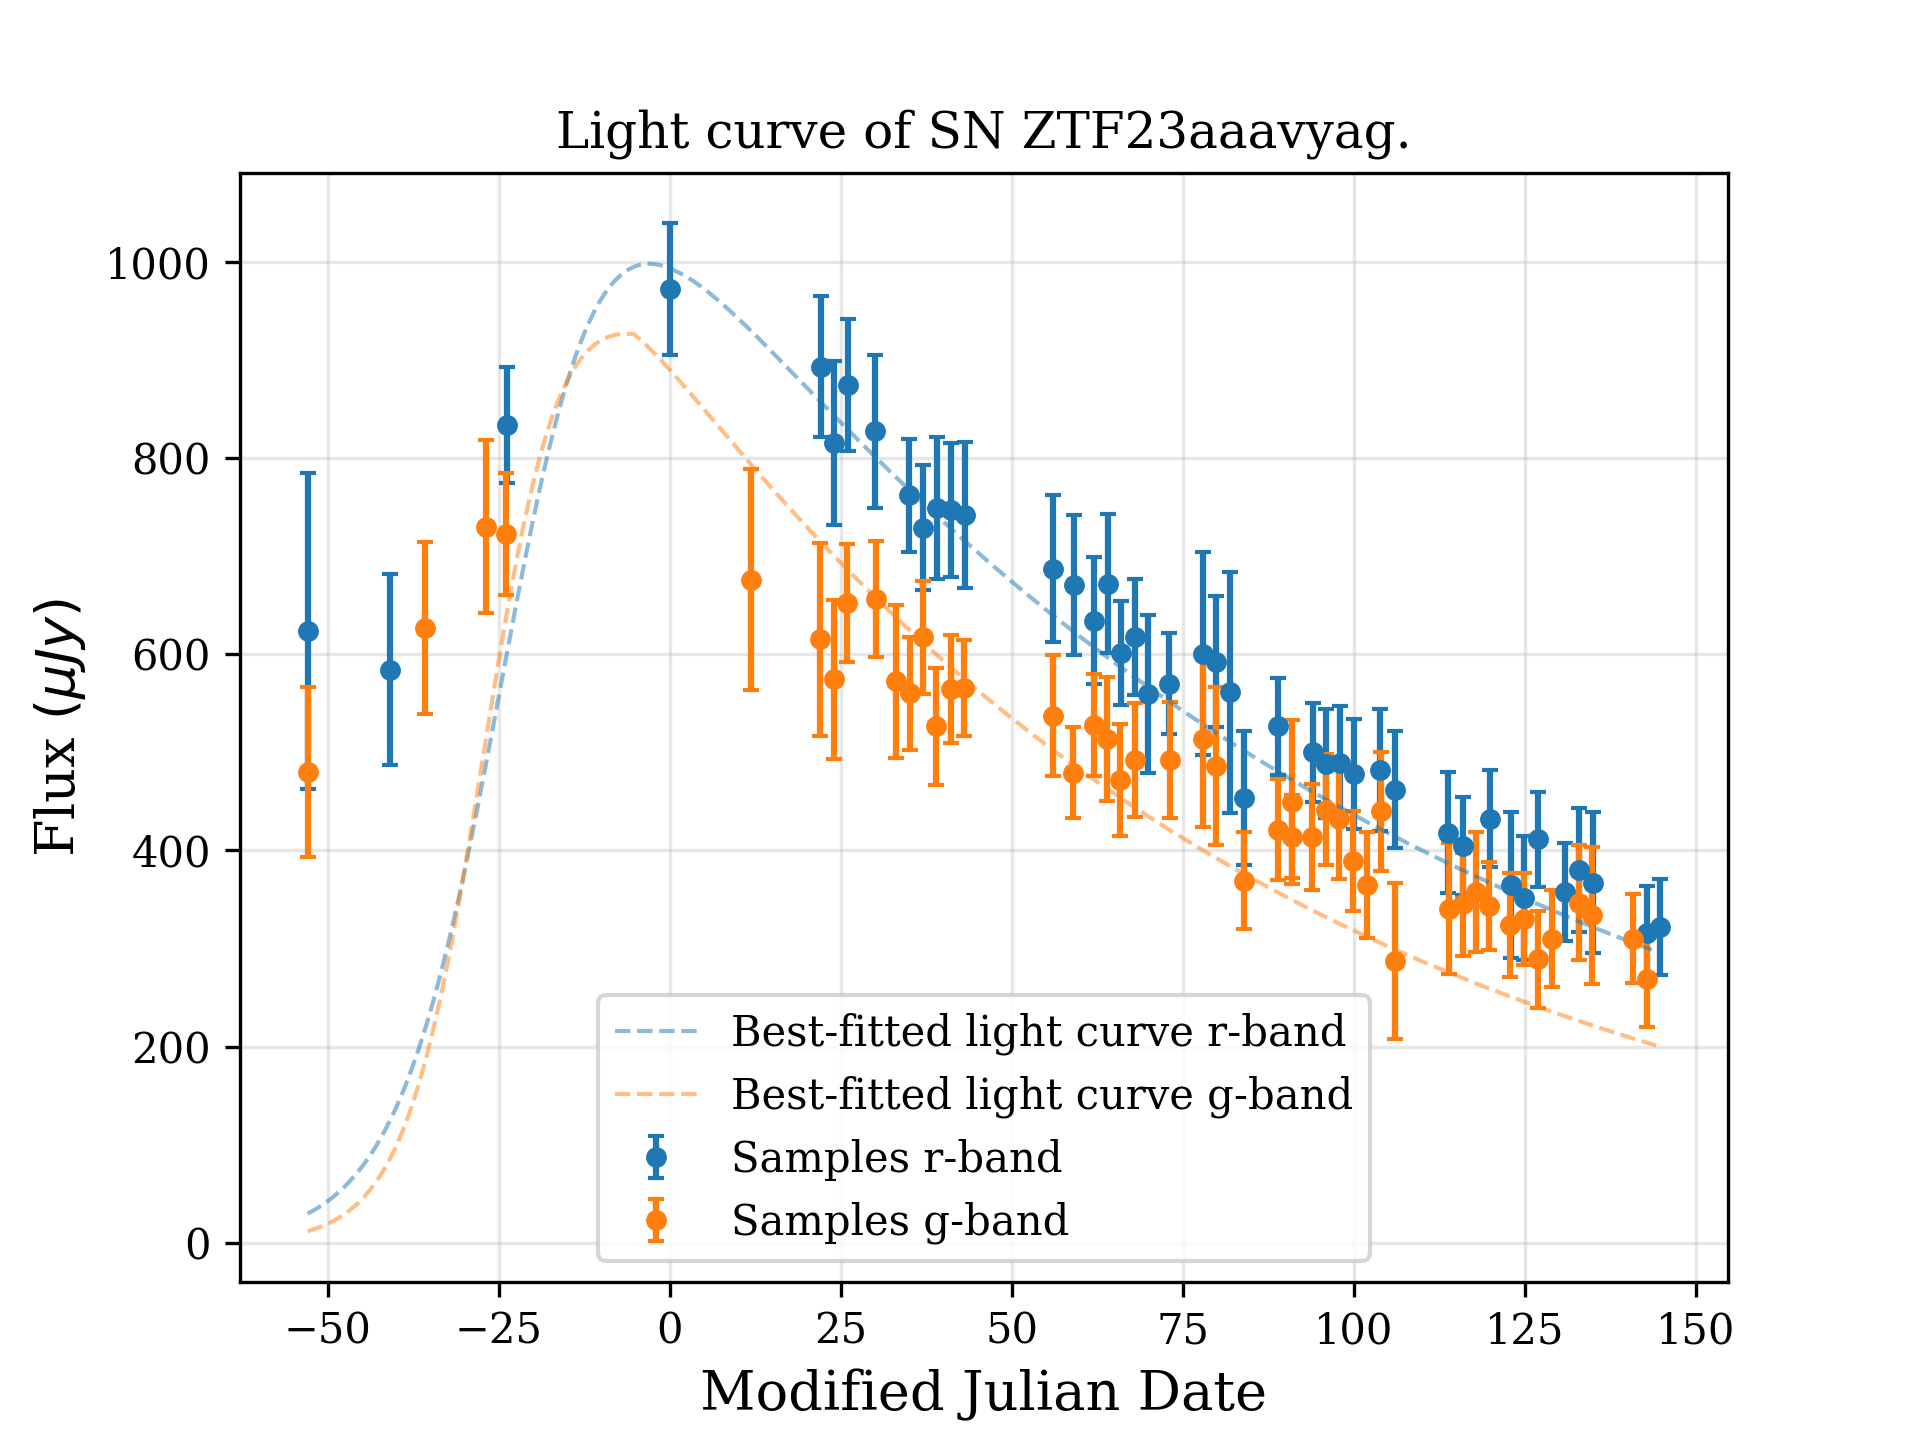 Light curve of SN ZTF23aaavyag.
1000
800
600
400
200
0
Flux (μJy)
−50 −25 0 25 50 75 100 125 150
Modified Julian Date
Best-fitted light curve r-band
Best-fitted light curve g-band
Samples r-band
Samples g-band